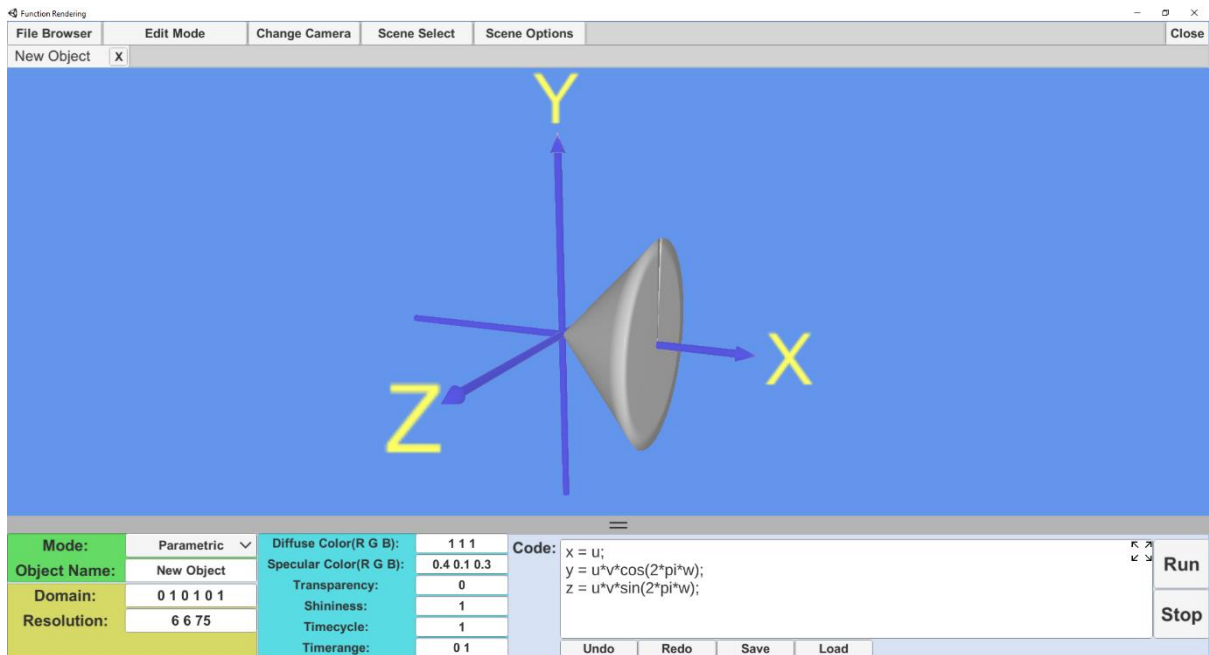 Function Rendering
File Browser Edit Mode Change Camera Scene Select Scene Options Close
New Object X
Y
X
Z
Mode: Parametric
Object Name: New Object
Domain: 0 1 0 1 0 1
Resolution: 6 6 75
Diffuse Color(R G B): 1 1 1
Specular Color(R G B): 0.4 0.1 0.3
Transparency: 0
Shininess: 1
Timecycle: 1
Timerange: 0 1
Code:
x = u;
y = u*v*cos(2*pi*w);
z = u*v*sin(2*pi*w);
Run
Stop
Undo Redo Save Load